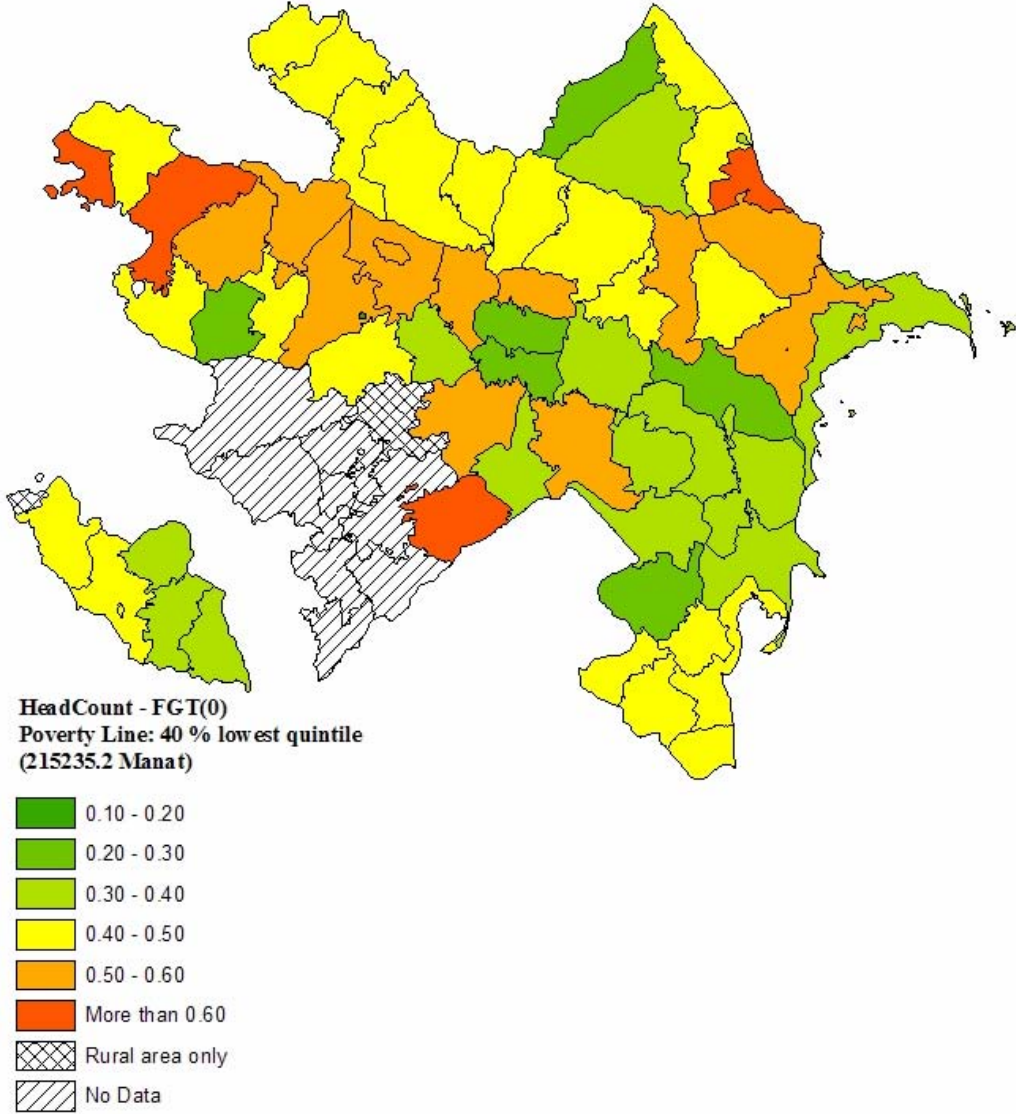 HeadCount - FGT(0)
Poverty Line: 40 % lowest quintile
(215235.2 Manat)
0.10 - 0.20
0.20 - 0.30
0.30 - 0.40
0.40 - 0.50
0.50 - 0.60
More than 0.60
Rural area only
No Data